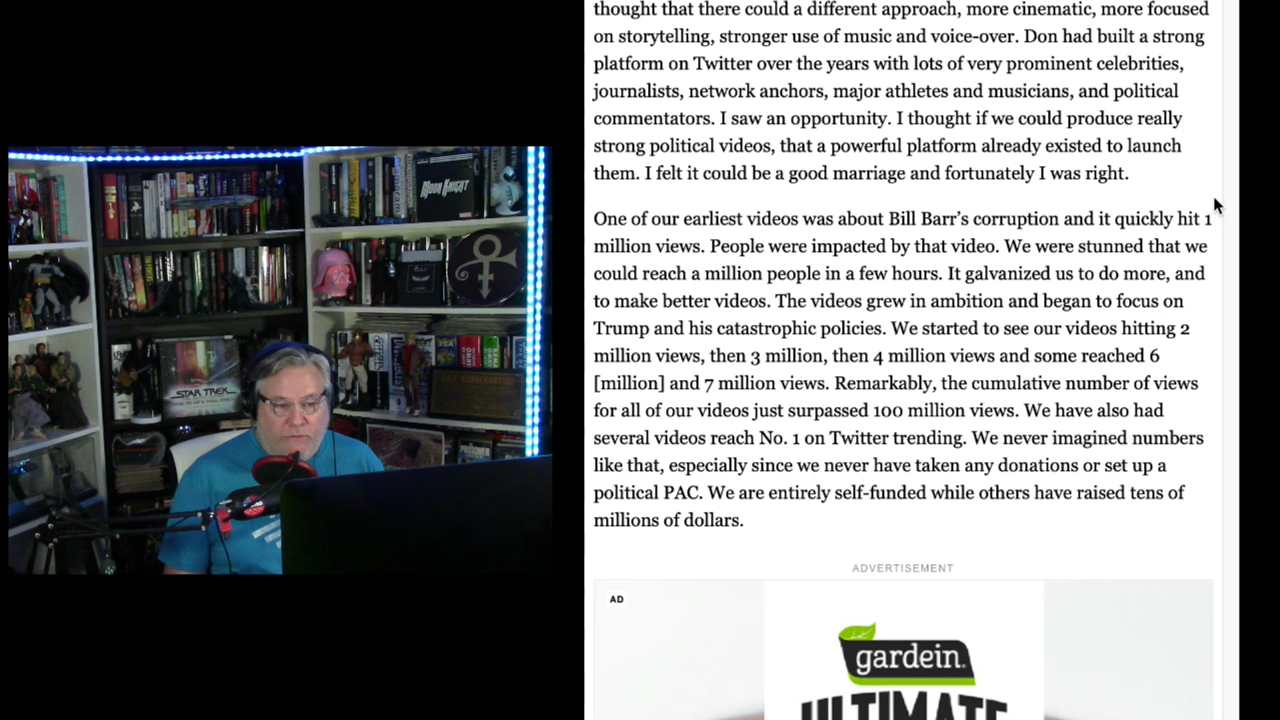 thought that there could a different approach, more cinematic, more focused
on storytelling, stronger use of music and voice-over. Don had built a strong
platform on Twitter over the years with lots of very prominent celebrities,
journalists, network anchors, major athletes and musicians, and political
commentators. I saw an opportunity. I thought if we could produce really
strong political videos, that a powerful platform already existed to launch
them. I felt it could be a good marriage and fortunately I was right.
One of our earliest videos was about Bill Barr’s corruption and it quickly hit 1
million views. People were impacted by that video. We were stunned that we
could reach a million people in a few hours. It galvanized us to do more, and
to make better videos. The videos grew in ambition and began to focus on
Trump and his catastrophic policies. We started to see our videos hitting 2
million views, then 3 million, then 4 million views and some reached 6
[million] and 7 million views. Remarkably, the cumulative number of views
for all of our videos just surpassed 100 million views. We have also had
several videos reach No. 1 on Twitter trending. We never imagined numbers
like that, especially since we never have taken any donations or set up a
political PAC. We are entirely self-funded while others have raised tens of
millions of dollars.
ADVERTISEMENT
AD
gardein.
ULTIMATE
MOON KNIGHT
STAR TREK